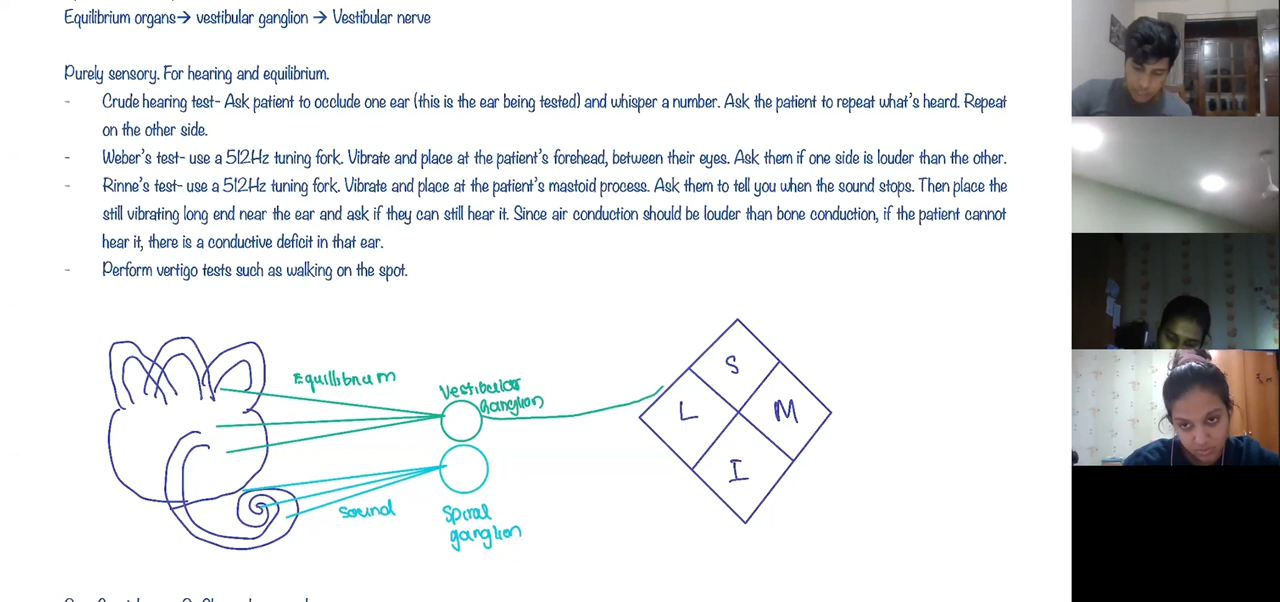 Equilibrium organs→ vestibular ganglion → Vestibular nerve
Purely sensory. For hearing and equilibrium.
- Crude hearing test- Ask patient to occlude one ear (this is the ear being tested) and whisper a number. Ask the patient to repeat what's heard. Repeat
on the other side.
- Weber's test- use a 512Hz tuning fork. Vibrate and place at the patient's forehead, between their eyes. Ask them if one side is louder than the other.
- Rinne's test- use a 512Hz tuning fork. Vibrate and place at the patient's mastoid process. Ask them to tell you when the sound stops. Then place the
still vibrating long end near the ear and ask if they can still hear it. Since air conduction should be louder than bone conduction, if the patient cannot
hear it, there is a conductive deficit in that ear.
- Perform vertigo tests such as walking on the spot.
Equilibrium
Vestibular
ganglion
S
L
M
I
Sound
Spiral
ganglion